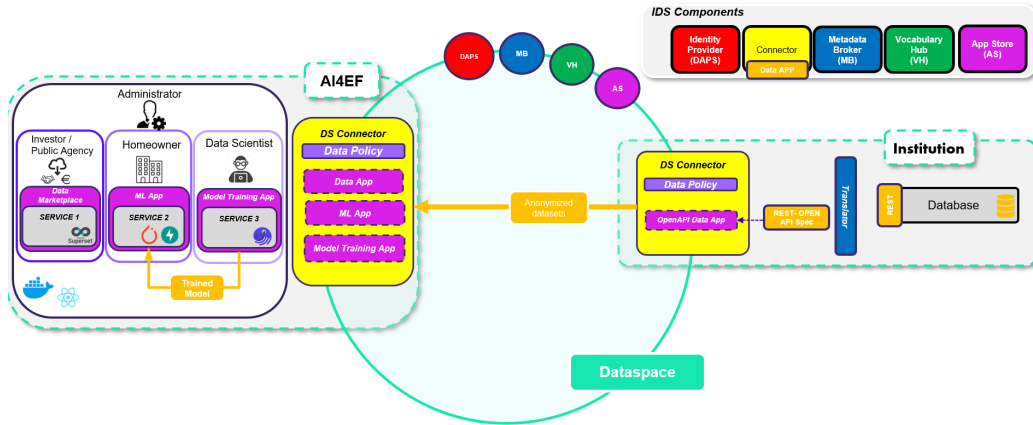 IDS Components
Identity
Provider
(DAPS)
Connector
Data APP
Metadata
Broker
(MB)
Vocabulary
Hub
(VH)
App Store
(AS)
DAPS
MB
VH
AS
AI4EF
Administrator
Investor /
Public Agency
Homeowner
Data Scientist
Data
Marketplace
SERVICE 1
Superset
ML App
SERVICE 2
Model Training App
SERVICE 3
Trained
Model
DS Connector
Data Policy
Data App
ML App
Model Training App
Anonymized
datasets
Institution
DS Connector
Data Policy
OpenAPI Data App
REST- OPEN
API Spec
Translator
REST
Database
Dataspace